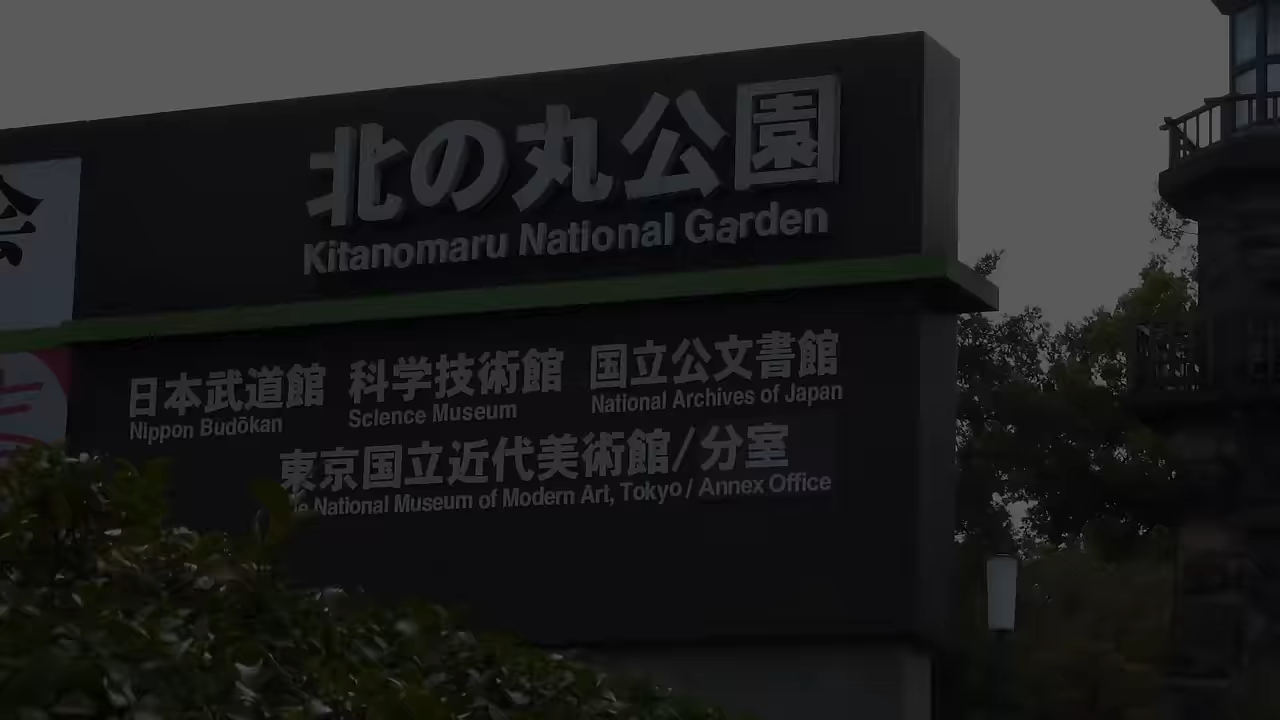 北の丸公園
Kitanomaru National Garden
日本武道館 科学技術館 国立公文書館
Nippon Budōkan Science Museum National Archives of Japan
東京国立近代美術館/分室
National Museum of Modern Art, Tokyo / Annex Office